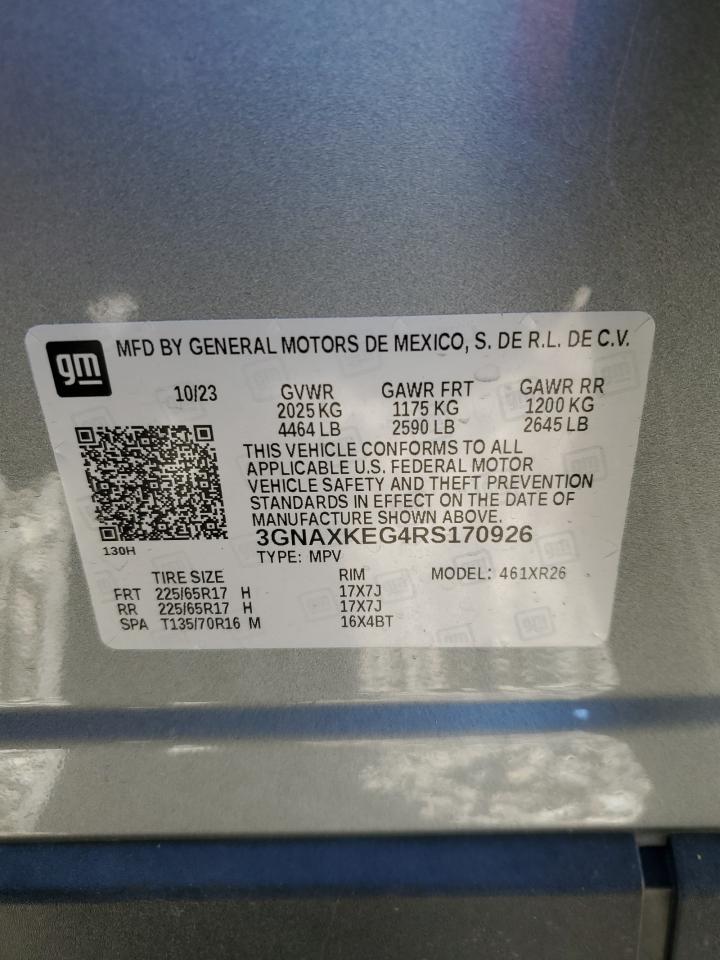 gm MFD BY GENERAL MOTORS DE MEXICO, S. DE R.L. DE C.V.
10/23 GVWR GAWR FRT GAWR RR
2025 KG 1175 KG 1200 KG
4464 LB 2590 LB 2645 LB
THIS VEHICLE CONFORMS TO ALL
APPLICABLE U.S. FEDERAL MOTOR
VEHICLE SAFETY AND THEFT PREVENTION
STANDARDS IN EFFECT ON THE DATE OF
MANUFACTURE SHOWN ABOVE.
130H
3GNAXKEG4RS170926
TYPE: MPV
TIRE SIZE RIM MODEL: 461XR26
FRT 225/65R17 H 17X7J
RR 225/65R17 H 17X7J
SPA T135/70R16 M 16X4BT